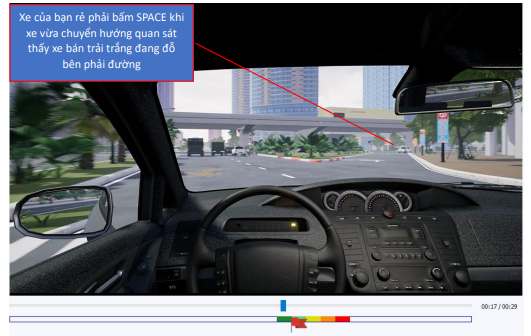 Xe của bạn rẻ phải bấm SPACE khi
xe vừa chuyển hướng quan sát
thấy xe bán trải trắng đang đỗ
bên phải đường
00:17 / 00:29